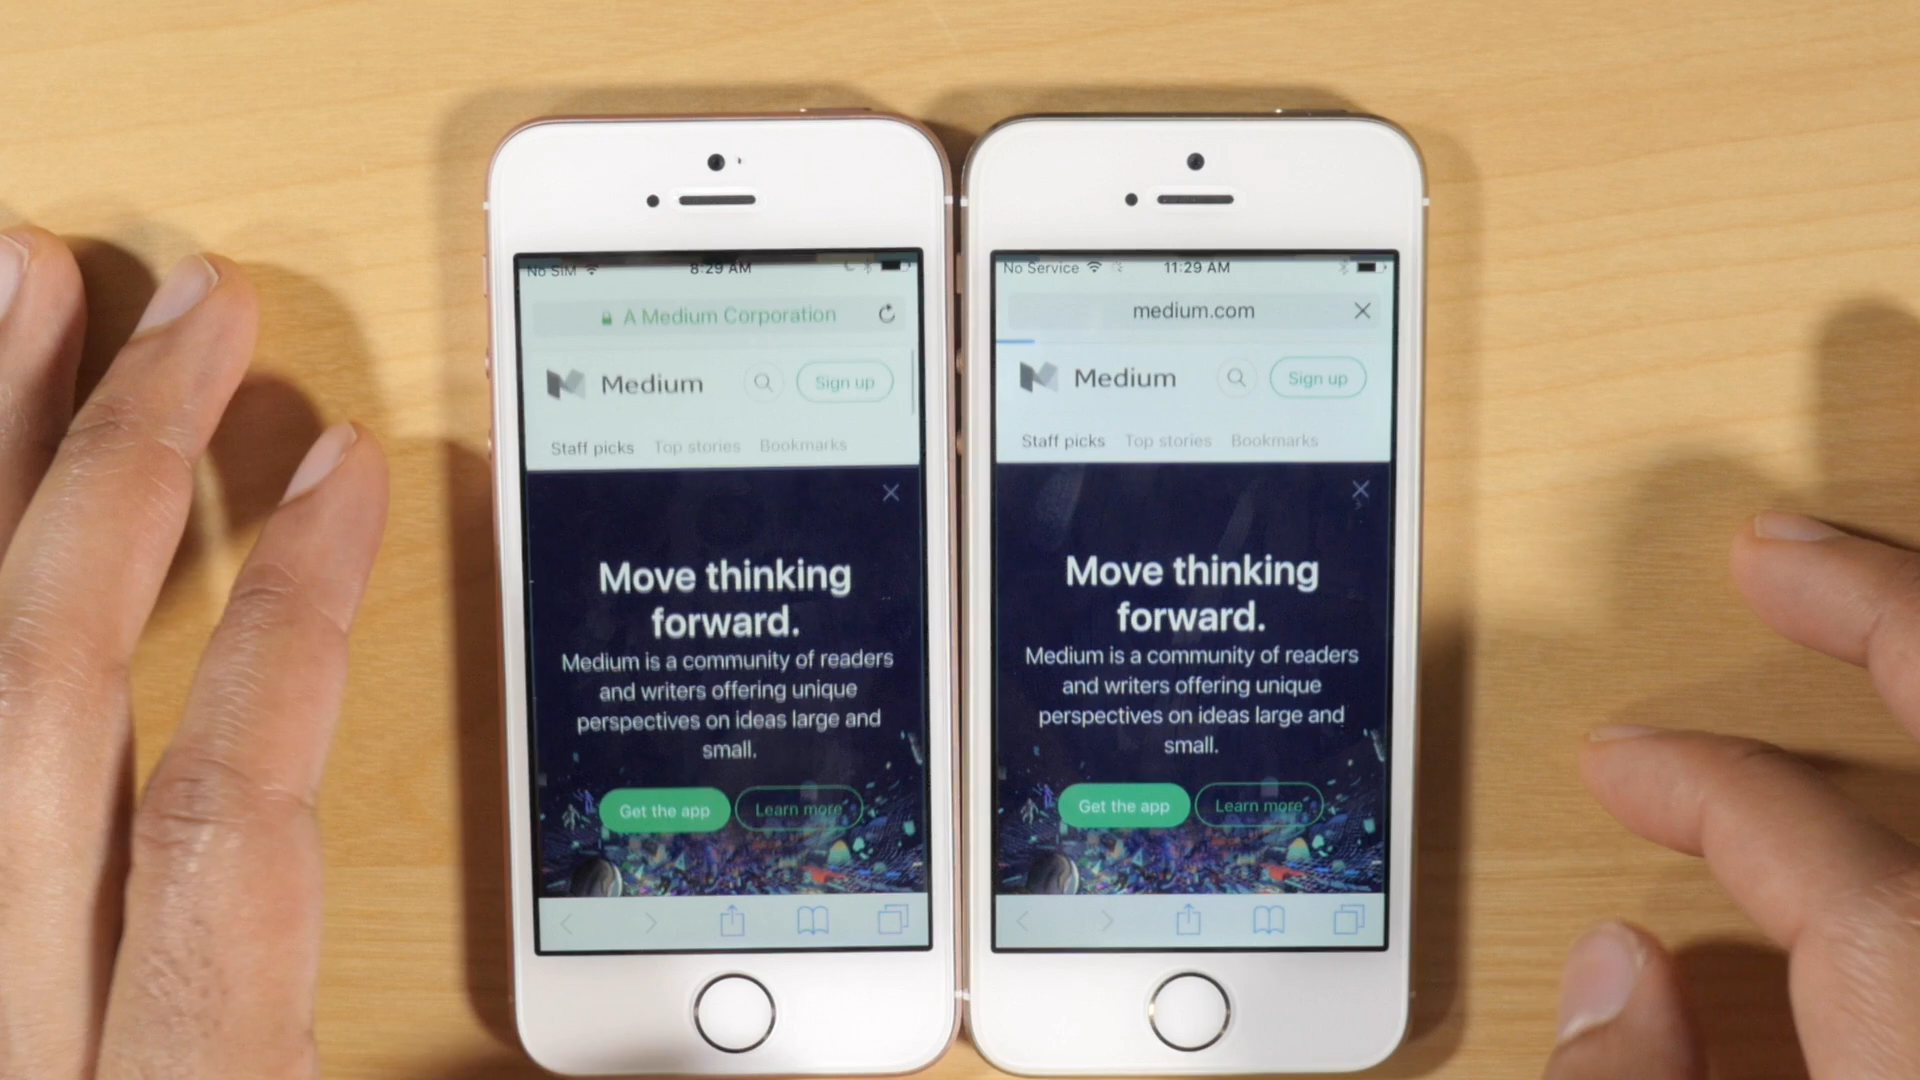 No SIM 8:29 AM
A Medium Corporation
Medium Sign up
Staff picks Top stories Bookmarks
Move thinking
forward.
Medium is a community of readers
and writers offering unique
perspectives on ideas large and
small.
Get the app Learn more
No Service 11:29 AM
medium.com
Medium Sign up
Staff picks Top stories Bookmarks
Move thinking
forward.
Medium is a community of readers
and writers offering unique
perspectives on ideas large and
small.
Get the app Learn more